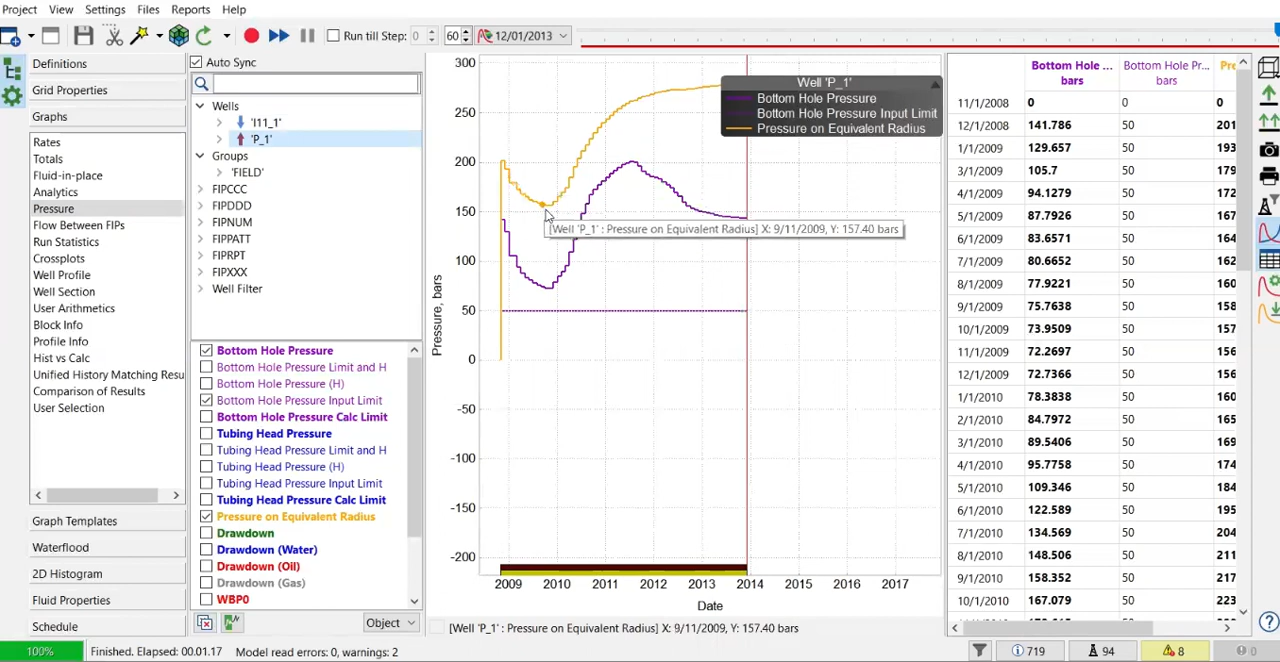 Project View Settings Files Reports Help
Run till Step: 0 60 12/01/2013
Definitions
Grid Properties
Graphs
Rates
Totals
Fluid-in-place
Analytics
Pressure
Flow Between FIPs
Run Statistics
Crossplots
Well Profile
Well Section
User Arithmetics
Block Info
Profile Info
Hist vs Calc
Unified History Matching Resu
Comparison of Results
User Selection
Graph Templates
Waterflood
2D Histogram
Fluid Properties
Schedule
Auto Sync
Wells
'I11_1'
'P_1'
Groups
'FIELD'
FIPCCC
FIPDDD
FIPNUM
FIPPATT
FIPRPT
FIPXXX
Well Filter
Bottom Hole Pressure
Bottom Hole Pressure Limit and H
Bottom Hole Pressure (H)
Bottom Hole Pressure Input Limit
Bottom Hole Pressure Calc Limit
Tubing Head Pressure
Tubing Head Pressure Limit and H
Tubing Head Pressure (H)
Tubing Head Pressure Input Limit
Tubing Head Pressure Calc Limit
Pressure on Equivalent Radius
Drawdown
Drawdown (Water)
Drawdown (Oil)
Drawdown (Gas)
WBP0
Object
Well 'P_1'
Bottom Hole Pressure
Bottom Hole Pressure Input Limit
Pressure on Equivalent Radius
[Well 'P_1' : Pressure on Equivalent Radius] X: 9/11/2009, Y: 157.40 bars
Pressure, bars
300
250
200
150
100
50
0
-50
-100
-150
-200
2009 2010 2011 2012 2013 2014 2015 2016 2017
Date
[Well 'P_1' : Pressure on Equivalent Radius] X: 9/11/2009, Y: 157.40 bars
Bottom Hole ... Bottom Hole Pr... Pre
bars bars
11/1/2008 0 0 0
12/1/2008 141.786 50 201
1/1/2009 129.657 50 193
3/1/2009 105.7 50 179
4/1/2009 94.1279 50 172
5/1/2009 87.7926 50 167
6/1/2009 83.6571 50 164
7/1/2009 80.6652 50 162
8/1/2009 77.9221 50 160
9/1/2009 75.7638 50 158
10/1/2009 73.9509 50 157
11/1/2009 72.2697 50 156
12/1/2009 72.7366 50 156
1/1/2010 78.3838 50 160
2/1/2010 84.7972 50 165
3/1/2010 89.5406 50 169
4/1/2010 95.7758 50 174
5/1/2010 109.346 50 184
6/1/2010 122.589 50 195
7/1/2010 134.569 50 204
8/1/2010 148.506 50 211
9/1/2010 158.352 50 217
10/1/2010 167.079 50 223
100% Finished. Elapsed: 00.01.17 Model read errors: 0, warnings: 2
719 94 8 0